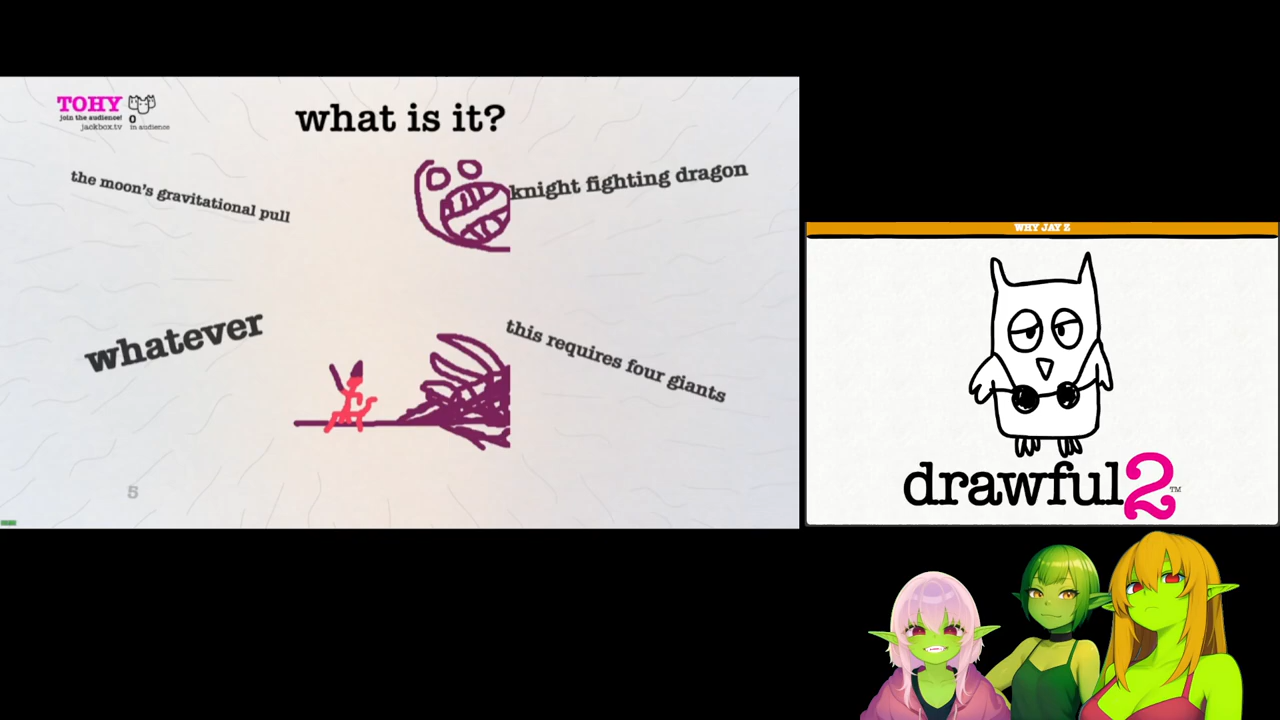 TOHY
join the audience!
jackbox.tv
0
in audience
what is it?
the moon's gravitational pull
knight fighting dragon
whatever
this requires four giants
5
WHY JAY Z
drawful2™